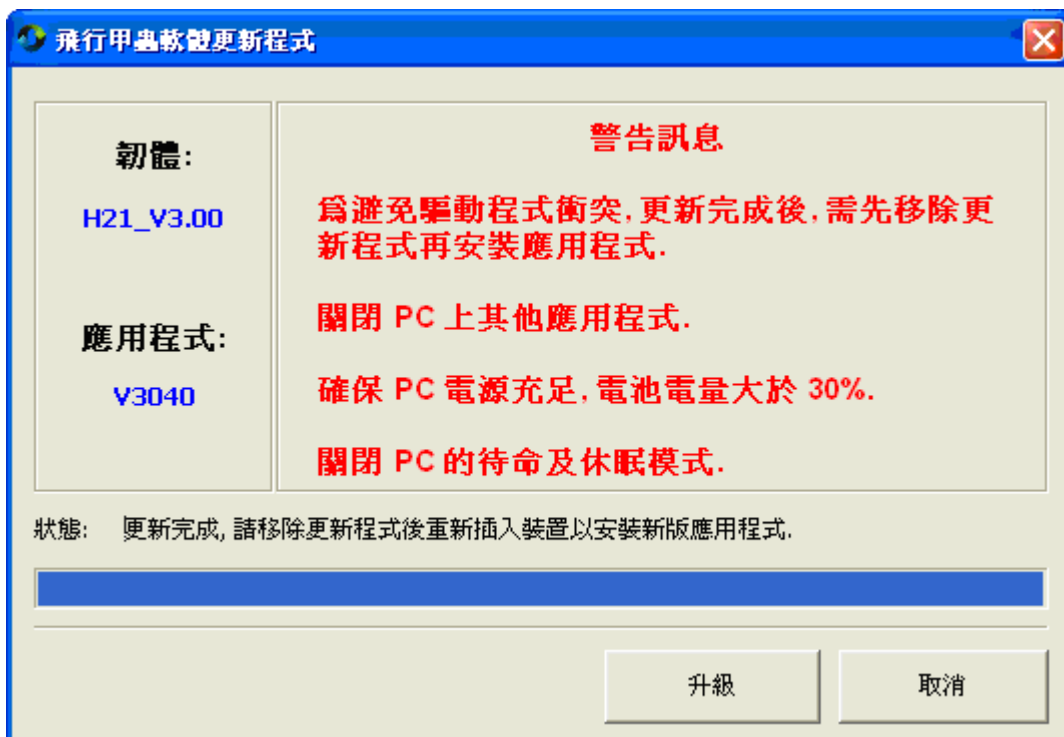 飛行甲蟲軟體更新程式
韌體:
H21_V3.00
應用程式:
V3040
警告訊息
為避免驅動程式衝突,更新完成後,需先移除更
新程式再安裝應用程式.
關閉 PC 上其他應用程式.
確保 PC 電源充足,電池電量大於 30%.
關閉 PC 的待命及休眠模式.
狀態: 更新完成, 請移除更新程式後重新插入裝置以安裝新版應用程式.
升級
取消